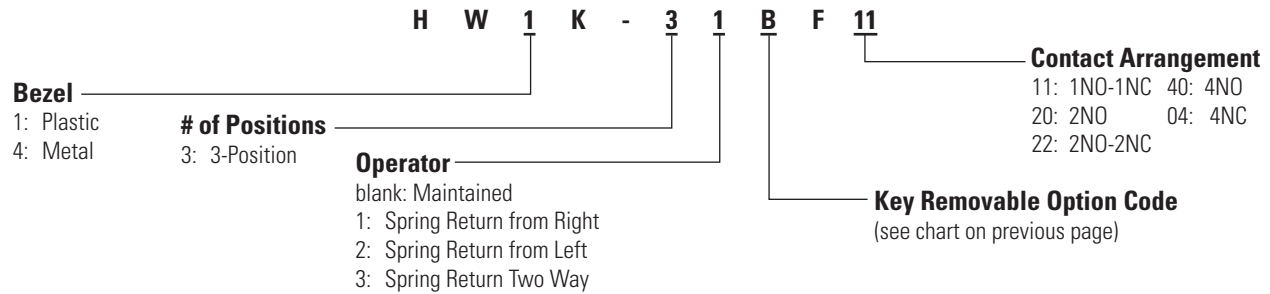 H W 1 K - 3 1 B F 11
Bezel
1: Plastic
4: Metal
# of Positions
3: 3-Position
Operator
blank: Maintained
1: Spring Return from Right
2: Spring Return from Left
3: Spring Return Two Way
Contact Arrangement
11: 1NO-1NC 40: 4NO
20: 2NO 04: 4NC
22: 2NO-2NC
Key Removable Option Code
(see chart on previous page)